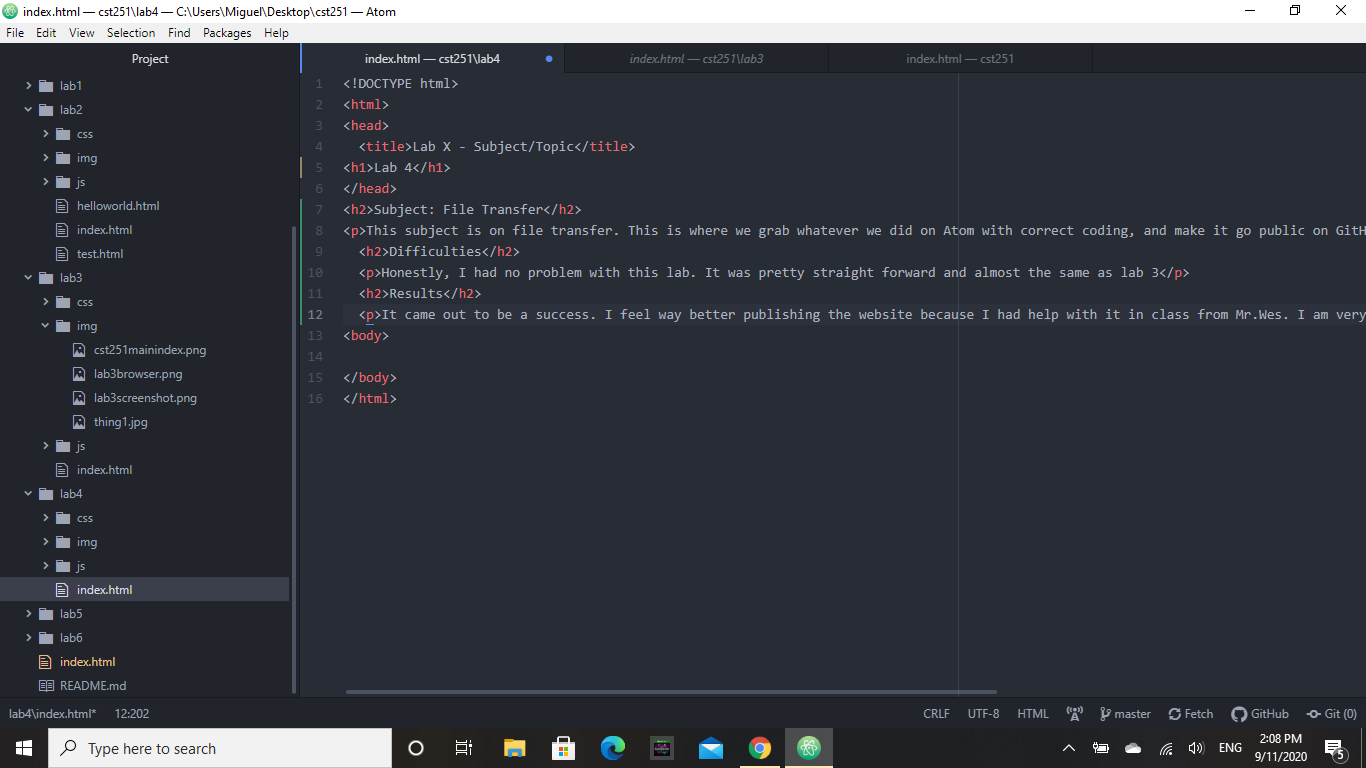 index.html — cst251\lab4 — C:\Users\Miguel\Desktop\cst251 — Atom
File Edit View Selection Find Packages Help
Project
lab1
lab2
css
img
js
helloworld.html
index.html
test.html
lab3
css
img
cst251mainindex.png
lab3browser.png
lab3screenshot.png
thing1.jpg
js
index.html
lab4
css
img
js
index.html
lab5
lab6
index.html
README.md
index.html — cst251\lab4 index.html — cst251\lab3 index.html — cst251
1 <!DOCTYPE html>
2 <html>
3 <head>
4 <title>Lab X - Subject/Topic</title>
5 <h1>Lab 4</h1>
6 </head>
7 <h2>Subject: File Transfer</h2>
8 <p>This subject is on file transfer. This is where we grab whatever we did on Atom with correct coding, and make it go public on GitH
9 <h2>Difficulties</h2>
10 <p>Honestly, I had no problem with this lab. It was pretty straight forward and almost the same as lab 3</p>
11 <h2>Results</h2>
12 <p>It came out to be a success. I feel way better publishing the website because I had help with it in class from Mr.Wes. I am very
13 <body>
14
15 </body>
16 </html>
lab4\index.html* 12:202 CRLF UTF-8 HTML master Fetch GitHub Git (0)
Type here to search
ENG 2:08 PM
9/11/2020 5